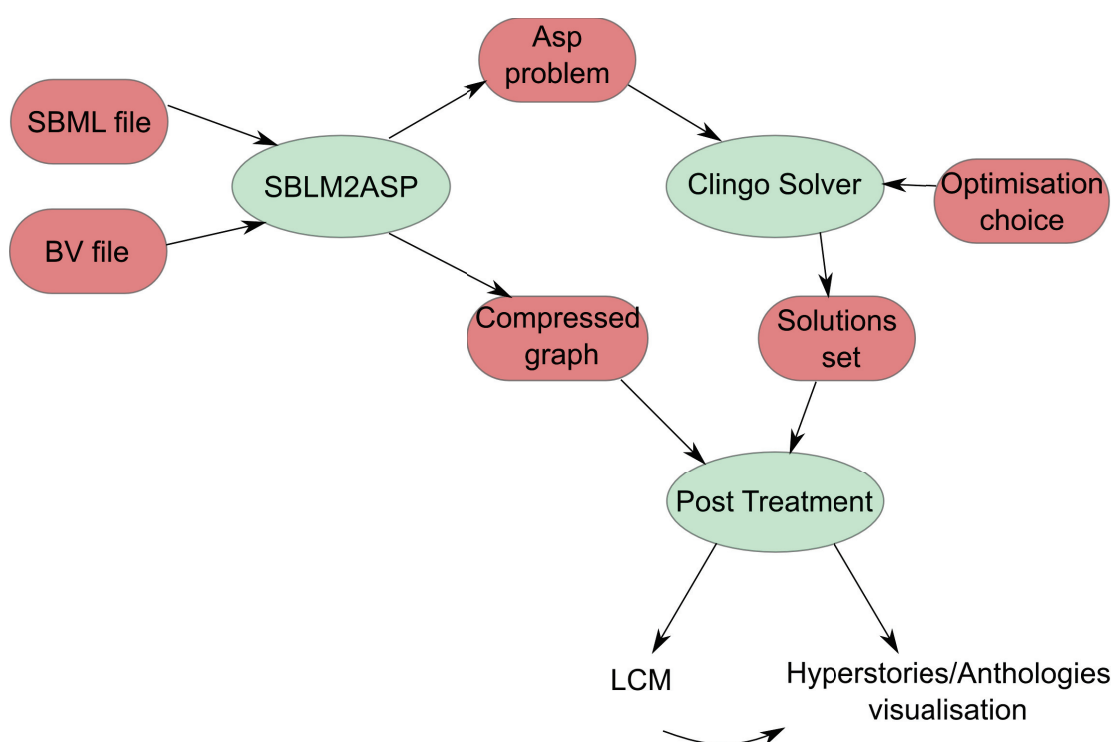 Asp
problem
SBML file
SBLM2ASP
Clingo Solver
Optimisation
choice
BV file
Compressed
graph
Solutions
set
Post Treatment
LCM
Hyperstories/Anthologies
visualisation